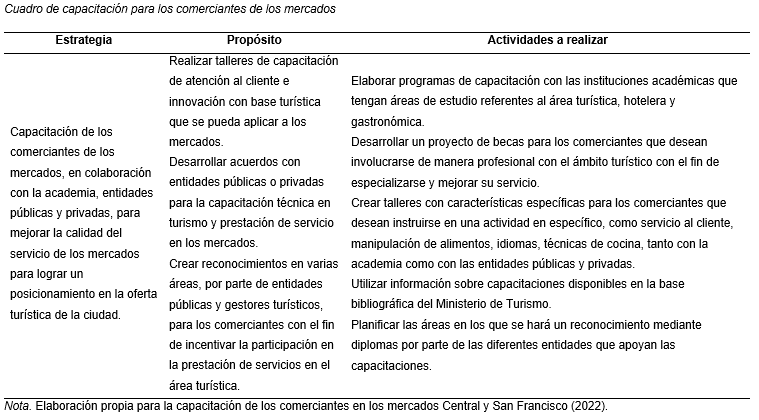 Cuadro de capacitación para los comerciantes de los mercados
Estrategia
Propósito
Actividades a realizar
Capacitación de los
comerciantes de los
mercados, en colaboración
con la academia, entidades
públicas y privadas, para
mejorar la calidad del
servicio de los mercados
para lograr un
posicionamiento en la oferta
turística de la ciudad.
Realizar talleres de capacitación
de atención al cliente e
innovación con base turística
que se pueda aplicar a los
mercados.
Desarrollar acuerdos con
entidades públicas o privadas
para la capacitación técnica en
turismo y prestación de servicio
en los mercados.
Crear reconocimientos en varias
áreas, por parte de entidades
públicas y gestores turísticos,
para los comerciantes con el fin
de incentivar la participación en
la prestación de servicios en el
área turística.
Elaborar programas de capacitación con las instituciones académicas que
tengan áreas de estudio referentes al área turística, hotelera y
gastronómica.
Desarrollar un proyecto de becas para los comerciantes que desean
involucrarse de manera profesional con el ámbito turístico con el fin de
especializarse y mejorar su servicio.
Crear talleres con características específicas para los comerciantes que
desean instruirse en una actividad en específico, como servicio al cliente,
manipulación de alimentos, idiomas, técnicas de cocina, tanto con la
academia como con las entidades públicas y privadas.
Utilizar información sobre capacitaciones disponibles en la base
bibliográfica del Ministerio de Turismo.
Planificar las áreas en los que se hará un reconocimiento mediante
diplomas por parte de las diferentes entidades que apoyan las
capacitaciones.
Nota. Elaboración propia para la capacitación de los comerciantes en los mercados Central y San Francisco (2022).